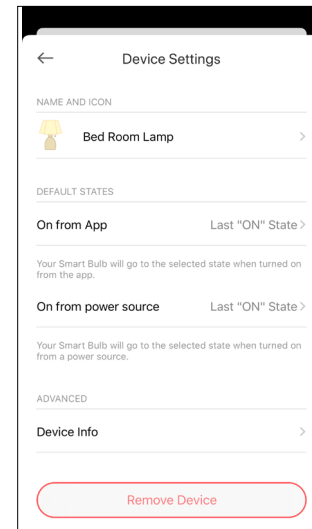 Device Settings
NAME AND ICON
Bed Room Lamp
DEFAULT STATES
On from App Last "ON" State
Your Smart Bulb will go to the selected state when turned on
from the app.
On from power source Last "ON" State
Your Smart Bulb will go to the selected state when turned on
from a power source.
ADVANCED
Device Info
Remove Device